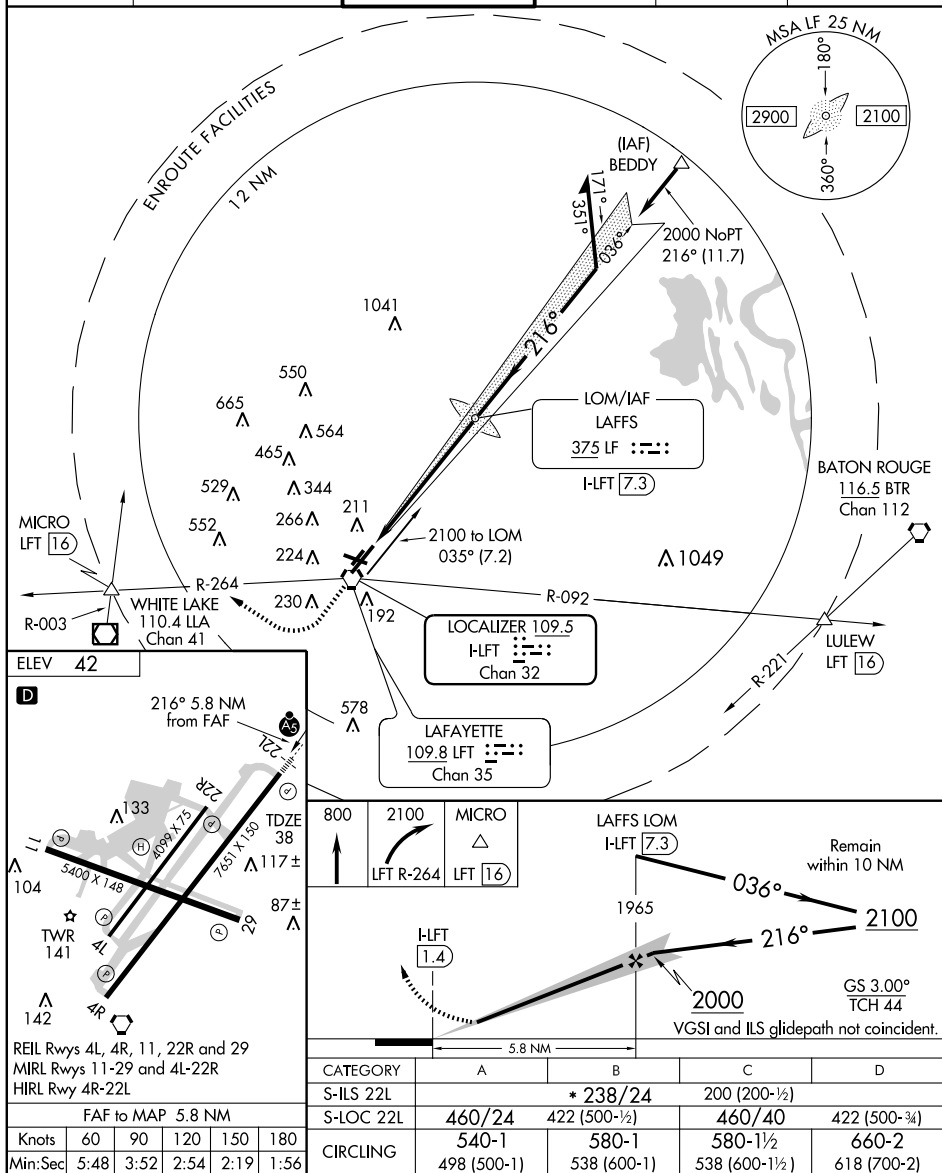 MSA LF 25 NM
180°
2900
2100
360°
ENROUTE FACILITIES
12 NM
(IAF)
BEDDY
171°
351°
036°
2000 NoPT
216° (11.7)
216°
1041
550
665
564
465
529
344
266
211
552
224
230
192
578
1049
LOM/IAF
LAFFS
375 LF
I-LFT 7.3
BATON ROUGE
116.5 BTR
Chan 112
2100 to LOM
035° (7.2)
MICRO
LFT 16
R-264
R-003
WHITE LAKE
110.4 LLA
Chan 41
R-092
LOCALIZER 109.5
I-LFT
Chan 32
LULEW
LFT 16
R-221
LAFAYETTE
109.8 LFT
Chan 35
ELEV 42
D
216° 5.8 NM
from FAF
A5
22L
22R
133
P
H
4099 X 75
P
P
7651 X 150
TDZE
38
117±
11
P
5400 X 148
104
87±
29
P
P
TWR
141
4L
P
142
4R
REIL Rwys 4L, 4R, 11, 22R and 29
MIRL Rwys 11-29 and 4L-22R
HIRL Rwy 4R-22L
FAF to MAP 5.8 NM
Knots 60 90 120 150 180
Min:Sec 5:48 3:52 2:54 2:19 1:56
800
2100
LFT R-264
MICRO
LFT 16
LAFFS LOM
I-LFT 7.3
Remain
within 10 NM
036°
2100
1965
216°
I-LFT
1.4
2000
GS 3.00°
TCH 44
VGSI and ILS glidepath not coincident.
5.8 NM
CATEGORY A B C D
S-ILS 22L * 238/24 200 (200-½)
S-LOC 22L 460/24 422 (500-½) 460/40 422 (500-¾)
CIRCLING 540-1 580-1 580-1½ 660-2
498 (500-1) 538 (600-1) 538 (600-1½) 618 (700-2)